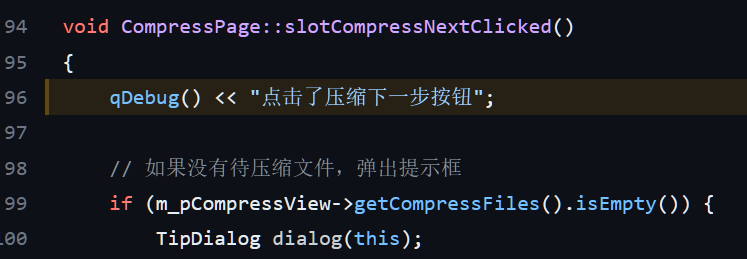 94 void CompressPage::slotCompressNextClicked()
95 {
96 qDebug() << "点击了压缩下一步按钮";
97
98 // 如果没有待压缩文件，弹出提示框
99 if (m_pCompressView->getCompressFiles().isEmpty()) {
100 TipDialog dialog(this);